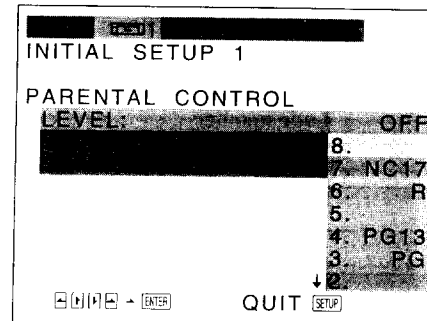 INITIAL SETUP 1
PARENTAL CONTROL
LEVEL: OFF
8.
7. NC17
6. R
5.
4. PG13
3. PG
2.
ENTER QUIT SETUP